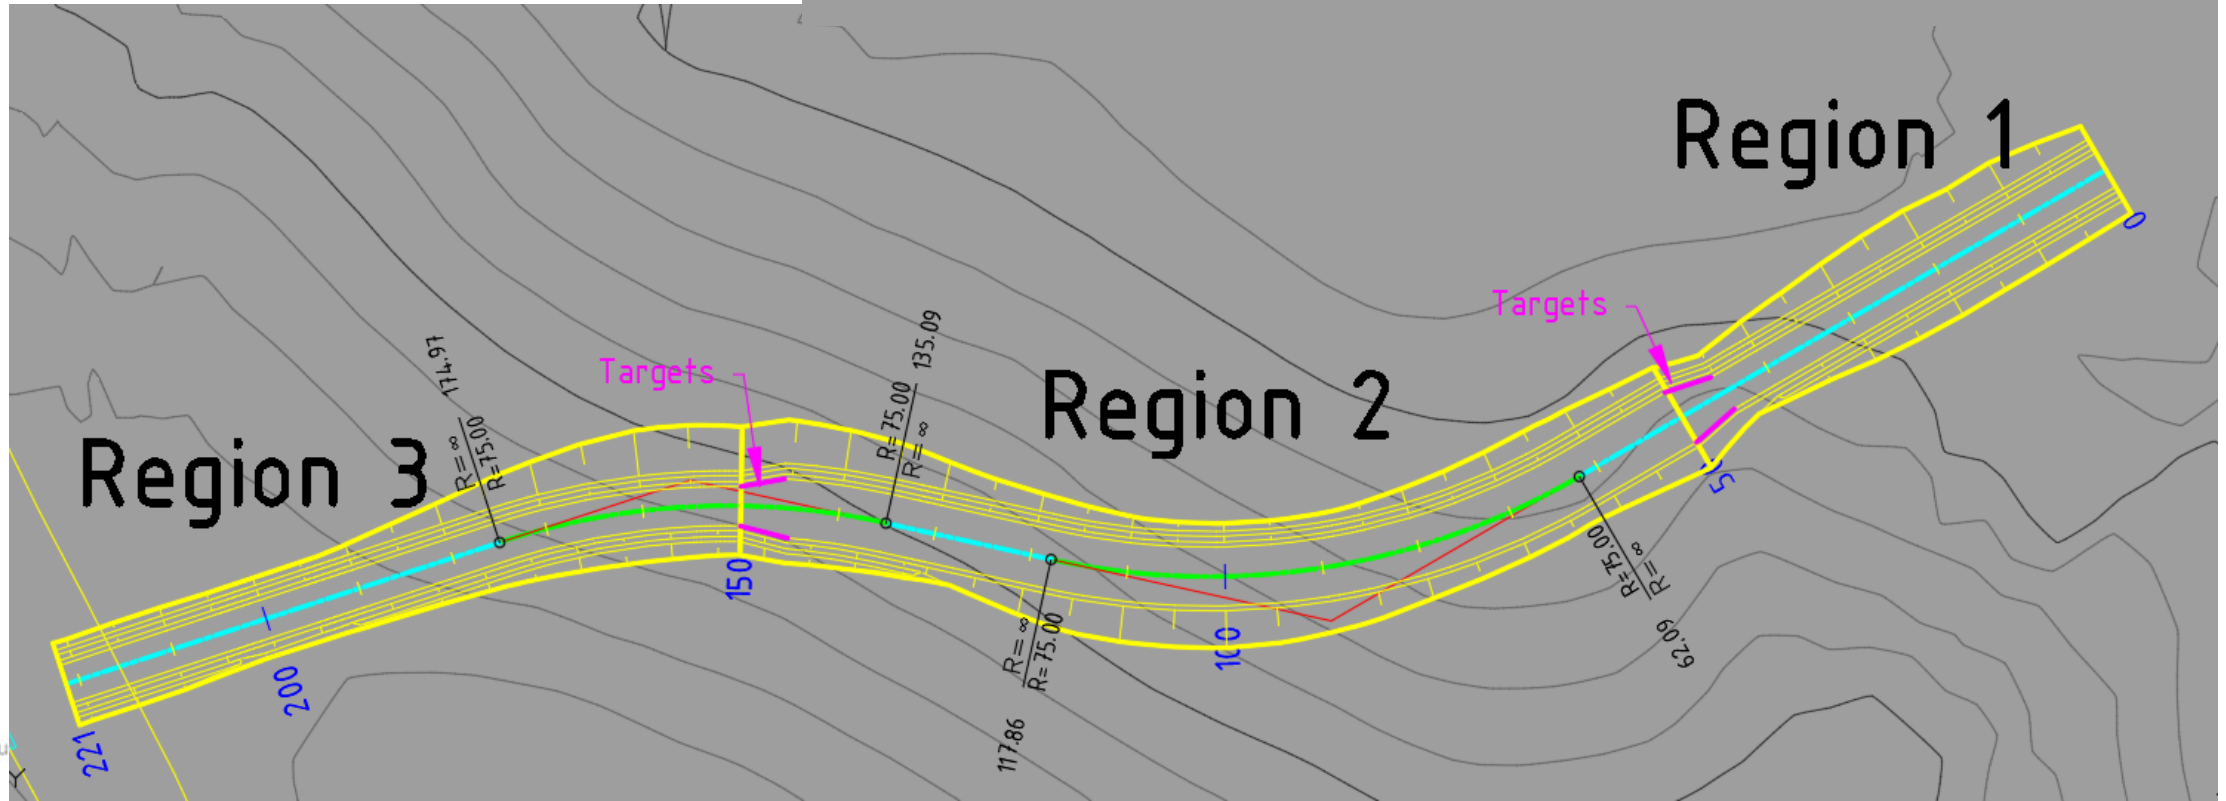 Region 1
0
Targets
Region 2
50
62.09
R=75.00
R=∞
100
117.86
R=∞
R=75.00
135.09
R=75.00
R=∞
Targets
150
Region 3
174.97
R=∞
R=75.00
200
221